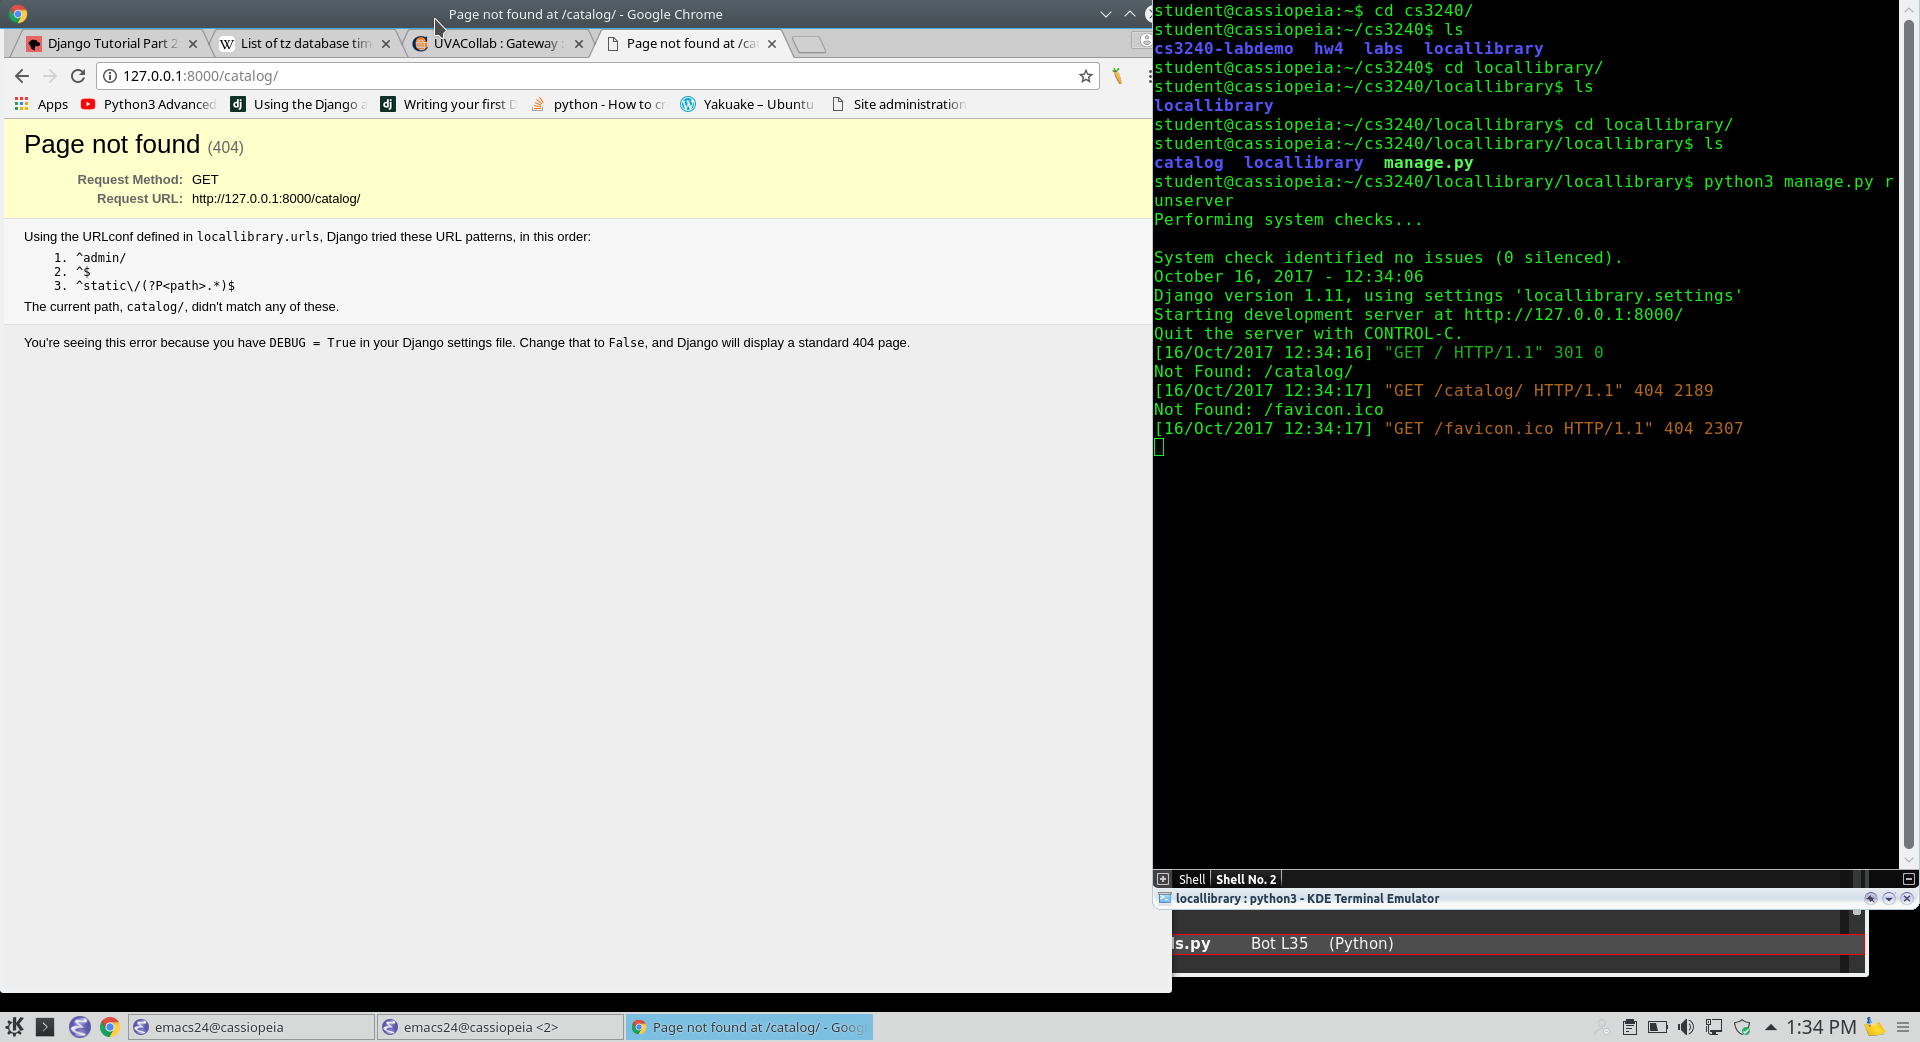 Page not found at /catalog/ - Google Chrome
Django Tutorial Part 2
List of tz database tim
UVACollab : Gateway :
Page not found at /ca
127.0.0.1:8000/catalog/
Apps
Python3 Advanced
Using the Django a
Writing your first D
python - How to cr
Yakuake – Ubuntu
Site administration
Page not found (404)
Request Method: GET
Request URL: http://127.0.0.1:8000/catalog/
Using the URLconf defined in locallibrary.urls, Django tried these URL patterns, in this order:
1. ^admin/
2. ^$
3. ^static\/(?P<path>.*)$
The current path, catalog/, didn't match any of these.
You're seeing this error because you have DEBUG = True in your Django settings file. Change that to False, and Django will display a standard 404 page.
student@cassiopeia:~$ cd cs3240/
student@cassiopeia:~/cs3240$ ls
cs3240-labdemo hw4 labs locallibrary
student@cassiopeia:~/cs3240$ cd locallibrary/
student@cassiopeia:~/cs3240/locallibrary$ ls
locallibrary
student@cassiopeia:~/cs3240/locallibrary$ cd locallibrary/
student@cassiopeia:~/cs3240/locallibrary/locallibrary$ ls
catalog locallibrary manage.py
student@cassiopeia:~/cs3240/locallibrary/locallibrary$ python3 manage.py r
unserver
Performing system checks...
System check identified no issues (0 silenced).
October 16, 2017 - 12:34:06
Django version 1.11, using settings 'locallibrary.settings'
Starting development server at http://127.0.0.1:8000/
Quit the server with CONTROL-C.
[16/Oct/2017 12:34:16] "GET / HTTP/1.1" 301 0
Not Found: /catalog/
[16/Oct/2017 12:34:17] "GET /catalog/ HTTP/1.1" 404 2189
Not Found: /favicon.ico
[16/Oct/2017 12:34:17] "GET /favicon.ico HTTP/1.1" 404 2307
Shell
Shell No. 2
locallibrary : python3 - KDE Terminal Emulator
ls.py Bot L35 (Python)
emacs24@cassiopeia
emacs24@cassiopeia <2>
Page not found at /catalog/ - Goog
1:34 PM